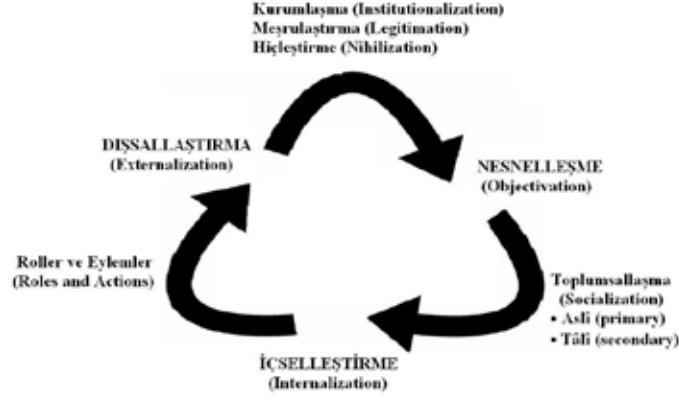 Kurumlaşma (Institutionalization)
Meşrulaştırma (Legitimation)
Hiçleştirme (Nihilization)
DIŞSALLAŞTIRMA
(Externalization)
NESNELLEŞME
(Objectivation)
Roller ve Eylemler
(Roles and Actions)
Toplumsallaşma
(Socialization)
• Asli (primary)
• Tâli (secondary)
İÇSELLEŞTİRME
(Internalization)